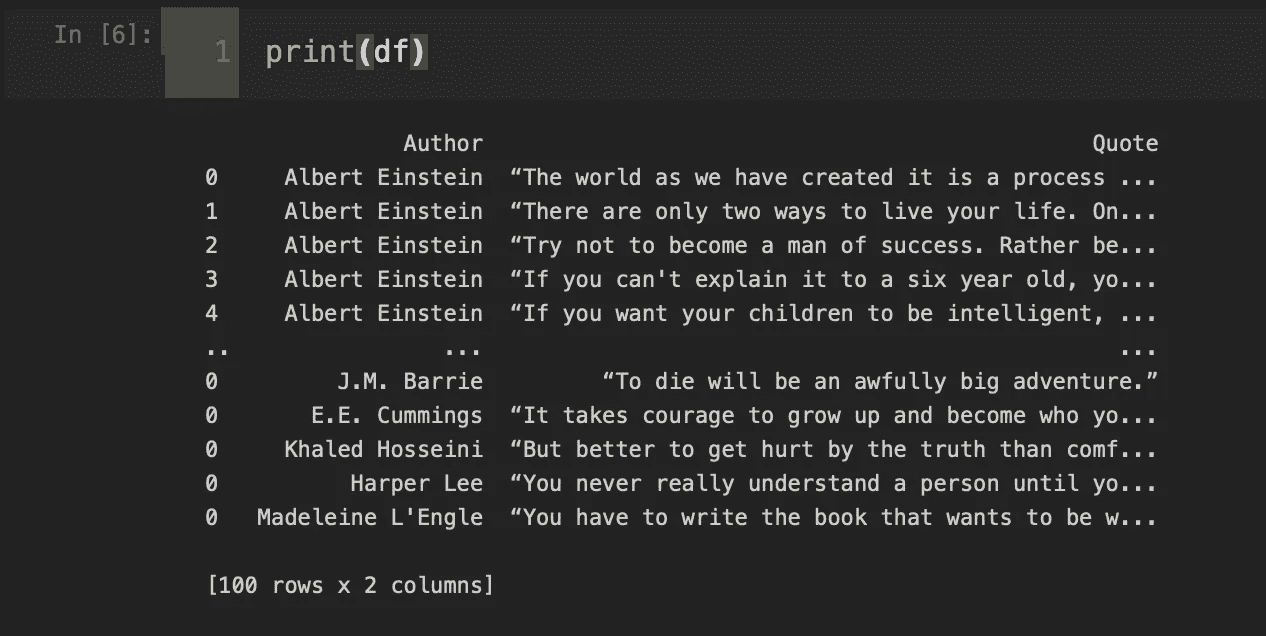 In [6]:
1 print(df)
Author Quote
0 Albert Einstein “The world as we have created it is a process ...
1 Albert Einstein “There are only two ways to live your life. On...
2 Albert Einstein “Try not to become a man of success. Rather be...
3 Albert Einstein “If you can't explain it to a six year old, yo...
4 Albert Einstein “If you want your children to be intelligent, ...
.. ... ...
0 J.M. Barrie “To die will be an awfully big adventure.”
0 E.E. Cummings “It takes courage to grow up and become who yo...
0 Khaled Hosseini “But better to get hurt by the truth than comf...
0 Harper Lee “You never really understand a person until yo...
0 Madeleine L'Engle “You have to write the book that wants to be w...
[100 rows x 2 columns]